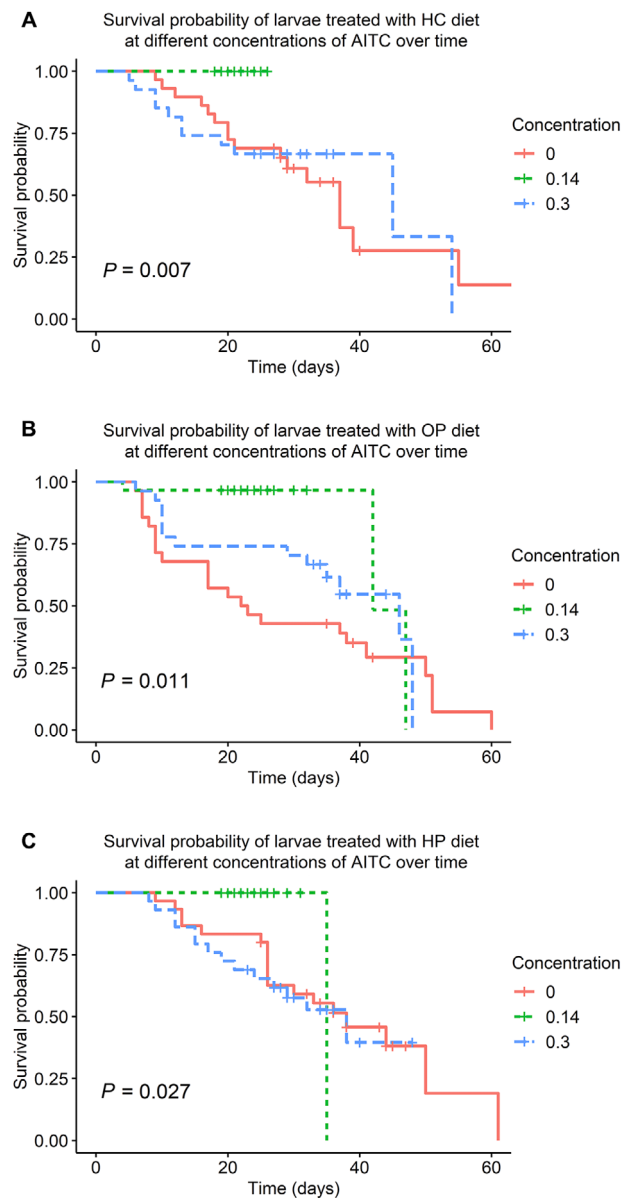 A
Survival probability of larvae treated with HC diet
at different concentrations of AITC over time
Survival probability
1.00
0.75
0.50
0.25
0.00
P = 0.007
0
20
40
60
Time (days)
Concentration
0
0.14
0.3
B
Survival probability of larvae treated with OP diet
at different concentrations of AITC over time
Survival probability
1.00
0.75
0.50
0.25
0.00
P = 0.011
0
20
40
60
Time (days)
Concentration
0
0.14
0.3
C
Survival probability of larvae treated with HP diet
at different concentrations of AITC over time
Survival probability
1.00
0.75
0.50
0.25
0.00
P = 0.027
0
20
40
60
Time (days)
Concentration
0
0.14
0.3